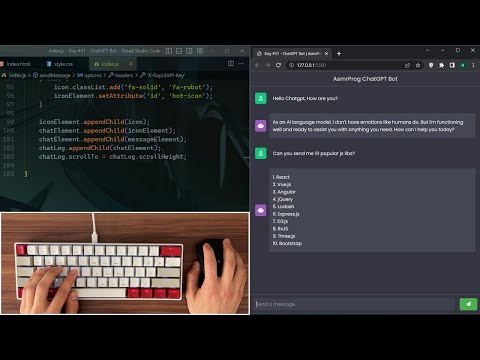 index.js - Day #51 - ChatGPT Bot - Visual Studio Code
index.html
style.css
index.js
index.js > sendMessage > options > headers > 'X-RapidAPI-Key'
95 icon.classList.add('fa-solid', 'fa-robot');
96 iconElement.setAttribute('id', 'bot-icon');
97 }
98
99 iconElement.appendChild(icon);
100 chatElement.appendChild(iconElement);
101 chatElement.appendChild(messageElement);
102 chatLog.appendChild(chatElement);
103 chatLog.scrollTo = chatLog.scrollHeight;
104
105 }
Day #51 - ChatGPT Bot | AsmrProg
127.0.0.1:5500
AsmrProg ChatGPT Bot
Hello Chatgpt, How are you?
As an AI language model, I don't have emotions like humans do. But I'm functioning
well and ready to assist you with anything you need. How can I help you today?
Can you send me 10 popular js libs?
1. React
2. Vue.js
3. Angular
4. jQuery
5. Lodash
6. Express.js
7. D3.js
8. RxJS
9. Three.js
10. Bootstrap
Send a message.